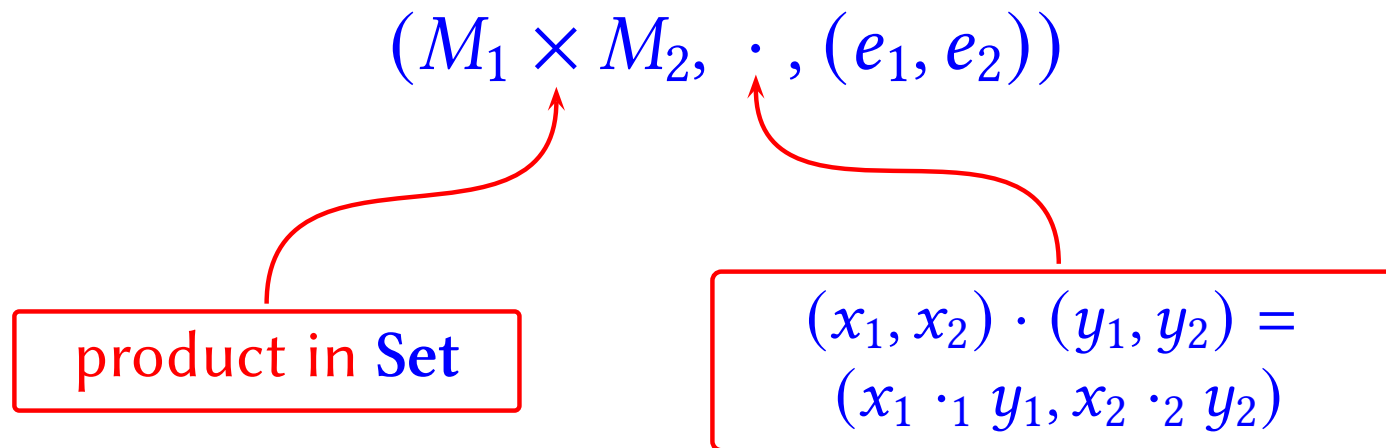 (M₁ × M₂, · , (e₁, e₂))
product in Set
(x₁, x₂) · (y₁, y₂) =
(x₁ ·₁ y₁, x₂ ·₂ y₂)